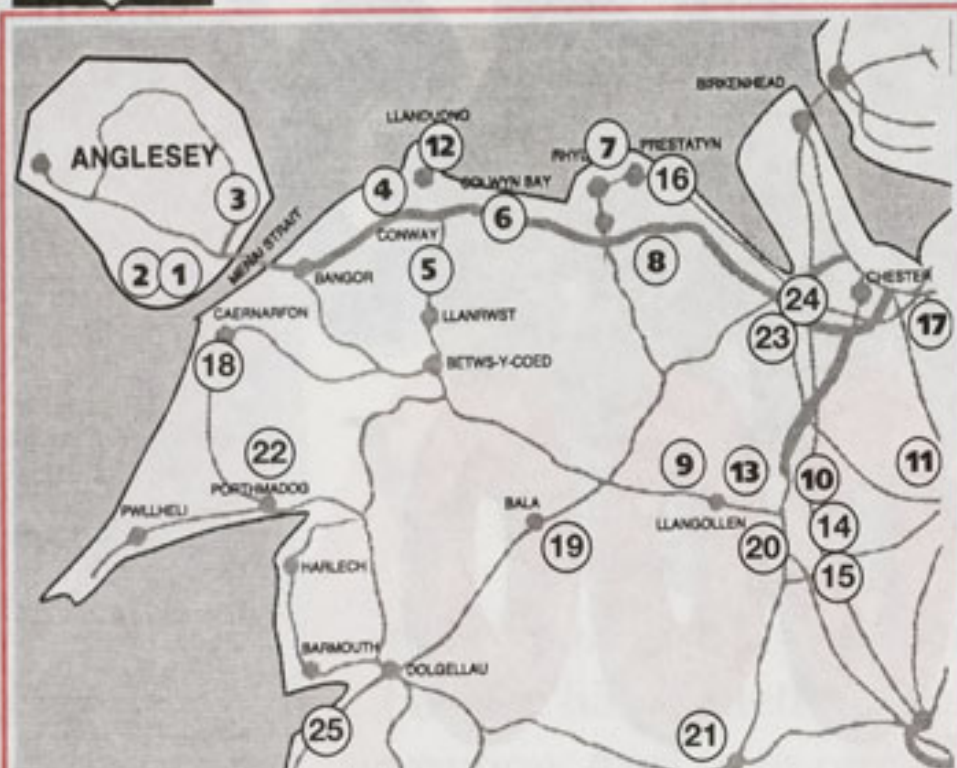 BIRKENHEAD
LLANDUDNO
12
7
PRESTATYN
RHYL
ANGLESEY
3
4
COLWYN BAY
16
6
MENAI STRAIT
CONWAY
2
1
BANGOR
5
8
CHESTER
24
CAERNARFON
LLANRWST
23
17
18
BETWS-Y-COED
22
9
13
10
11
PORTHMADOG
PWLLHELI
BALA
LLANGOLLEN
14
19
20
HARLECH
15
BARMOUTH
DOLGELLAU
25
21